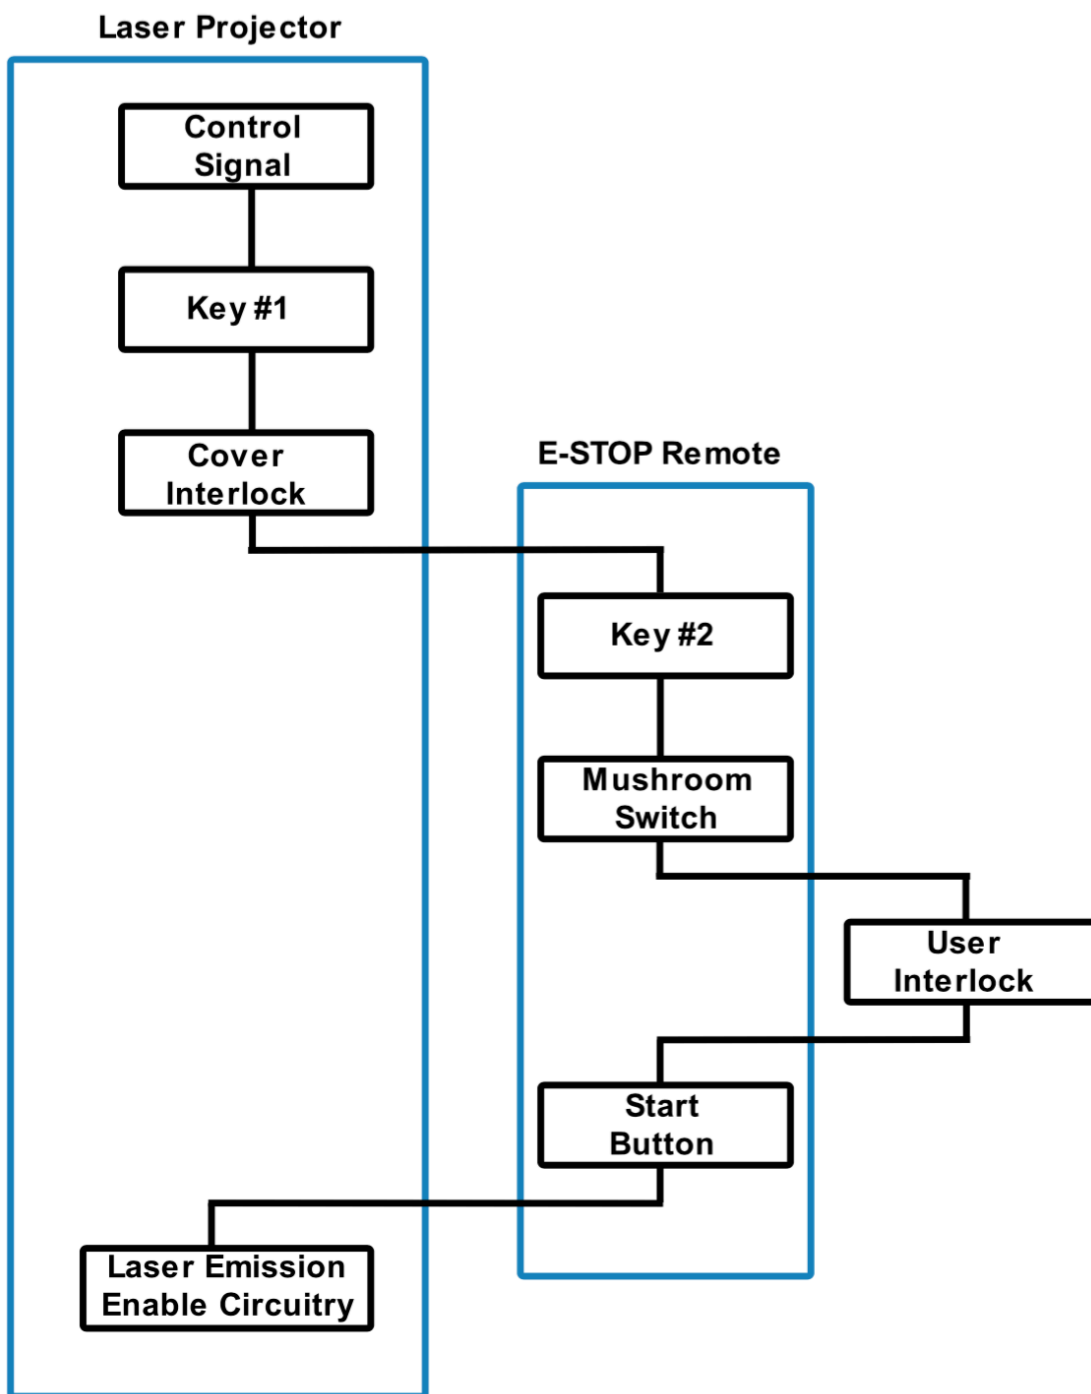 Laser Projector
Control
Signal
Key #1
Cover
Interlock
E-STOP Remote
Key #2
Mushroom
Switch
User
Interlock
Start
Button
Laser Emission
Enable Circuitry